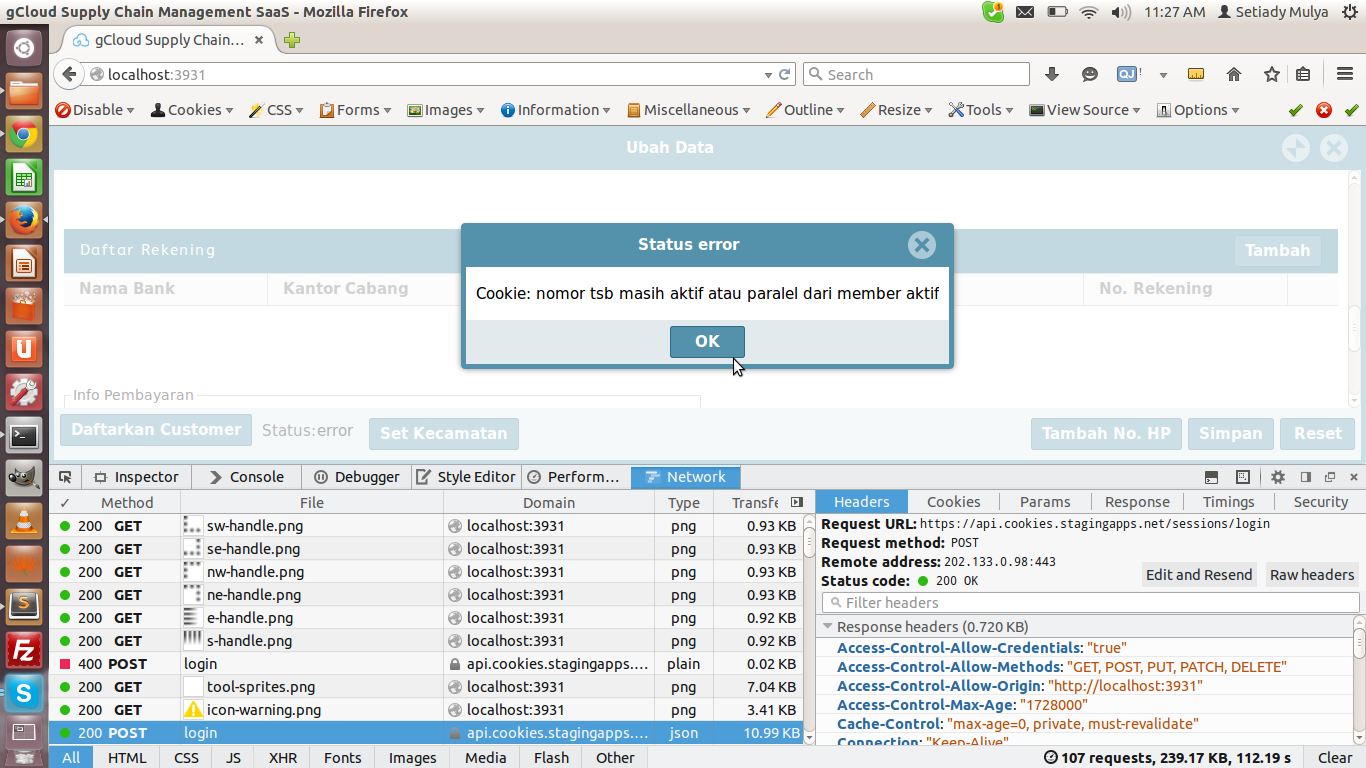 gCloud Supply Chain Management SaaS - Mozilla Firefox
11:27 AM Setiady Mulya
gCloud Supply Chain...
localhost:3931
Search
QJ!
Disable Cookies CSS Forms Images Information Miscellaneous Outline Resize Tools View Source Options
Ubah Data
Daftar Rekening
Tambah
Nama Bank Kantor Cabang No. Rekening
Status error
Cookie: nomor tsb masih aktif atau paralel dari member aktif
OK
Info Pembayaran
Daftarkan Customer Status:error Set Kecamatan Tambah No. HP Simpan Reset
Inspector Console Debugger Style Editor Perform... Network
✓ Method File Domain Type Transfe
200 GET sw-handle.png localhost:3931 png 0.93 KB
200 GET se-handle.png localhost:3931 png 0.93 KB
200 GET nw-handle.png localhost:3931 png 0.93 KB
200 GET ne-handle.png localhost:3931 png 0.93 KB
200 GET e-handle.png localhost:3931 png 0.92 KB
200 GET s-handle.png localhost:3931 png 0.92 KB
400 POST login api.cookies.stagingapps.... plain 0.02 KB
200 GET tool-sprites.png localhost:3931 png 7.04 KB
200 GET icon-warning.png localhost:3931 png 3.41 KB
200 POST login api.cookies.stagingapps.... json 10.99 KB
Headers Cookies Params Response Timings Security
Request URL: https://api.cookies.stagingapps.net/sessions/login
Request method: POST
Remote address: 202.133.0.98:443
Status code: 200 OK
Edit and Resend Raw headers
Filter headers
Response headers (0.720 KB)
Access-Control-Allow-Credentials: "true"
Access-Control-Allow-Methods: "GET, POST, PUT, PATCH, DELETE"
Access-Control-Allow-Origin: "http://localhost:3931"
Access-Control-Max-Age: "1728000"
Cache-Control: "max-age=0, private, must-revalidate"
Connection: "Keep-Alive"
All HTML CSS JS XHR Fonts Images Media Flash Other
107 requests, 239.17 KB, 112.19 s Clear